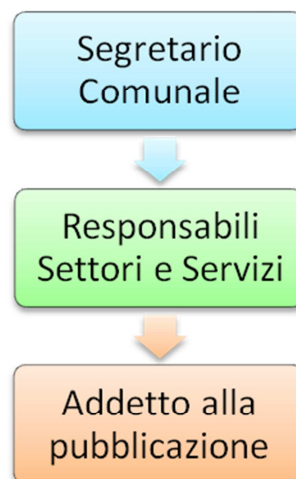 Segretario
Comunale
Responsabili
Settori e Servizi
Addetto alla
pubblicazione